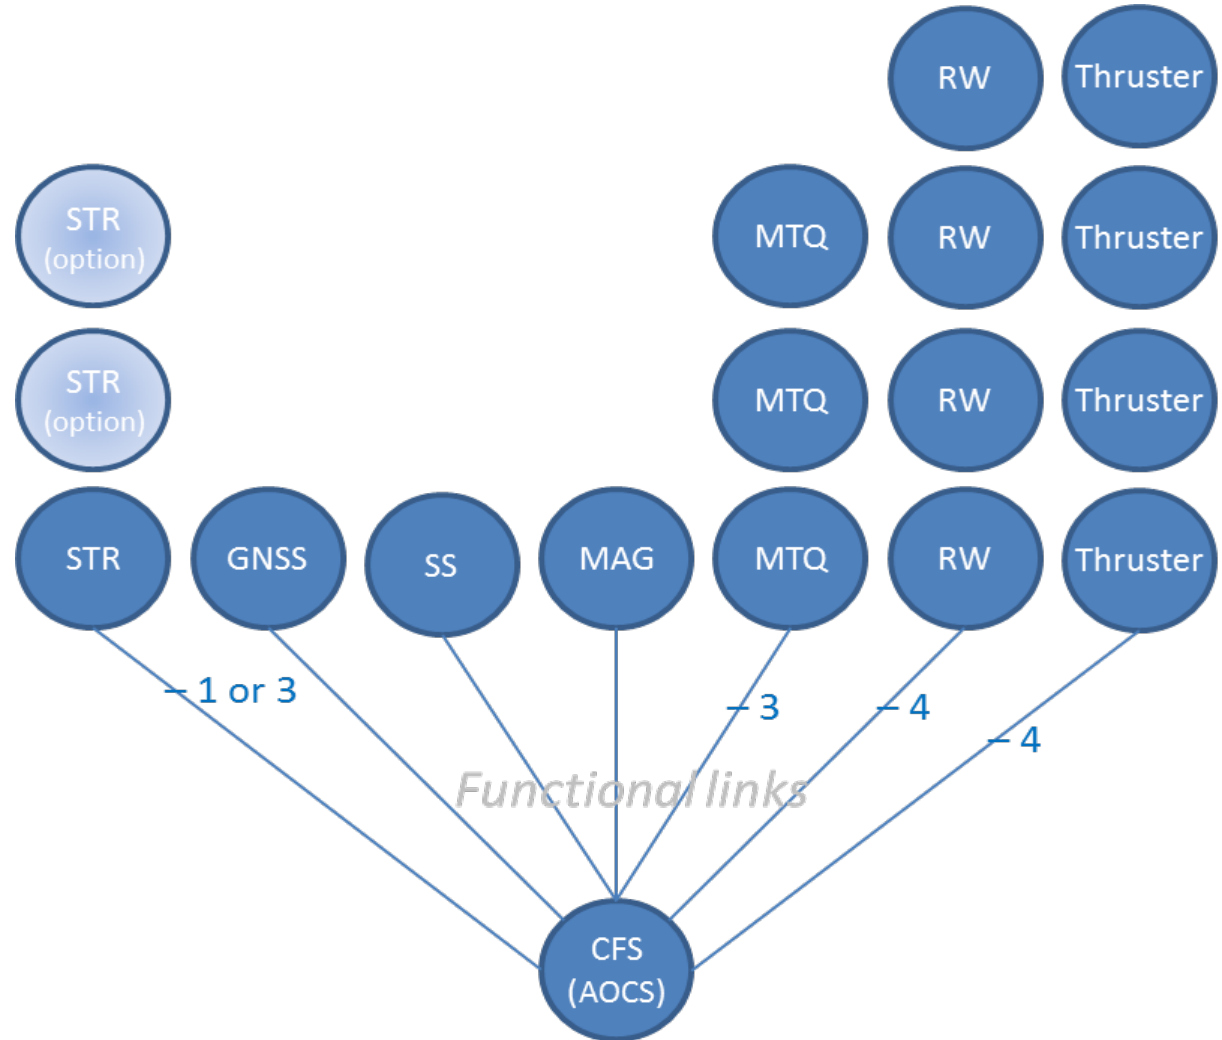 RW
Thruster
STR
(option)
MTQ
RW
Thruster
STR
(option)
MTQ
RW
Thruster
STR
GNSS
SS
MAG
MTQ
RW
Thruster
– 1 or 3
– 3
– 4
– 4
Functional links
CFS
(AOCS)